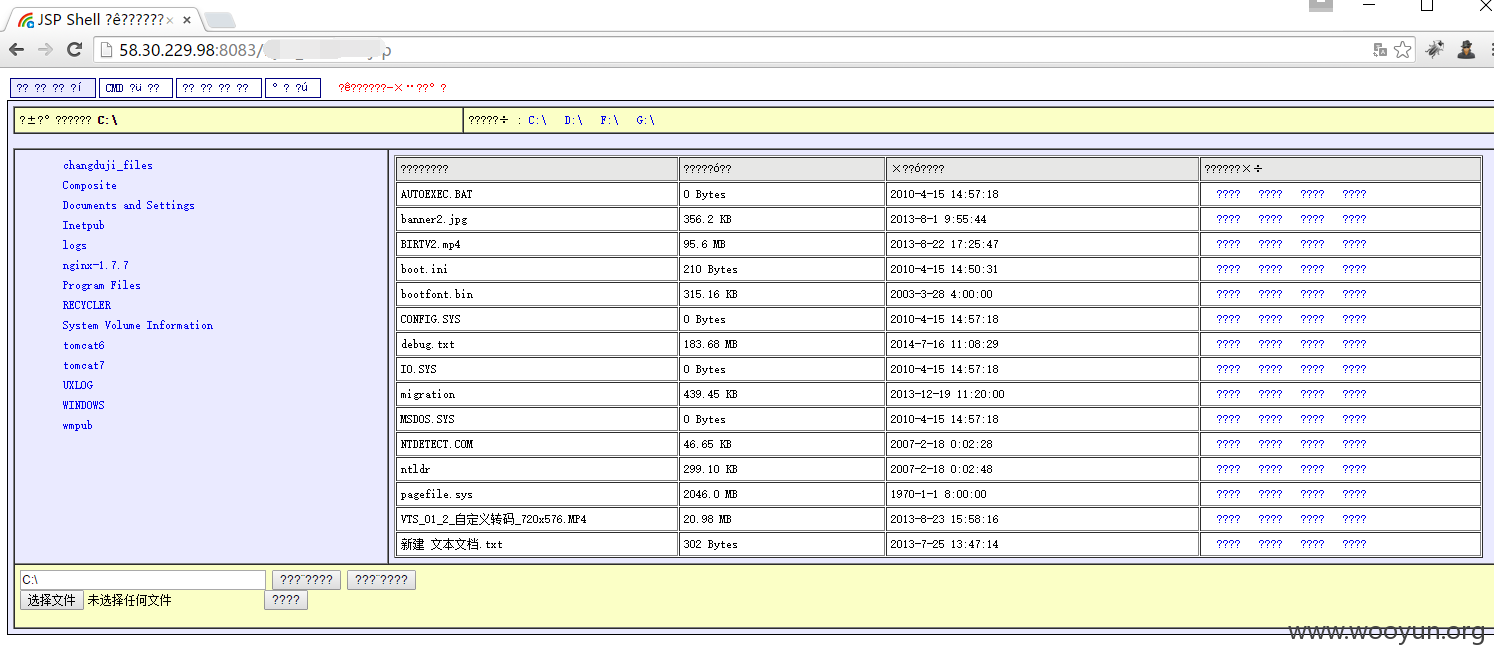 JSP Shell ?ê??????
58.30.229.98:8083/ p
?? ?? ?? ?í CMD ?ü ?? ?? ?? ?? ?? ° ? ?ú ?ê??????-×¨??° ?
?±?° ?????? C:\ ?????÷ : C:\ D:\ F:\ G:\
changduji_files
Composite
Documents and Settings
Inetpub
logs
nginx-1.7.7
Program Files
RECYCLER
System Volume Information
tomcat6
tomcat7
UXLOG
WINDOWS
wmpub
???????? ?????ó?? ×??ó???? ??????×÷
AUTOEXEC.BAT 0 Bytes 2010-4-15 14:57:18 ???? ???? ???? ????
banner2.jpg 356.2 KB 2013-8-1 9:55:44 ???? ???? ???? ????
BIRTV2.mp4 95.6 MB 2013-8-22 17:25:47 ???? ???? ???? ????
boot.ini 210 Bytes 2010-4-15 14:50:31 ???? ???? ???? ????
bootfont.bin 315.16 KB 2003-3-28 4:00:00 ???? ???? ???? ????
CONFIG.SYS 0 Bytes 2010-4-15 14:57:18 ???? ???? ???? ????
debug.txt 183.68 MB 2014-7-16 11:08:29 ???? ???? ???? ????
IO.SYS 0 Bytes 2010-4-15 14:57:18 ???? ???? ???? ????
migration 439.45 KB 2013-12-19 11:20:00 ???? ???? ???? ????
MSDOS.SYS 0 Bytes 2010-4-15 14:57:18 ???? ???? ???? ????
NTDETECT.COM 46.65 KB 2007-2-18 0:02:28 ???? ???? ???? ????
ntldr 299.10 KB 2007-2-18 0:02:48 ???? ???? ???? ????
pagefile.sys 2046.0 MB 1970-1-1 8:00:00 ???? ???? ???? ????
VTS_01_2_自定义转码_720x576.MP4 20.98 MB 2013-8-23 15:58:16 ???? ???? ???? ????
新建 文本文档.txt 302 Bytes 2013-7-25 13:47:14 ???? ???? ???? ????
C:\ ???¨???? ???¨????
选择文件 未选择任何文件 ????
www.wooyun.org